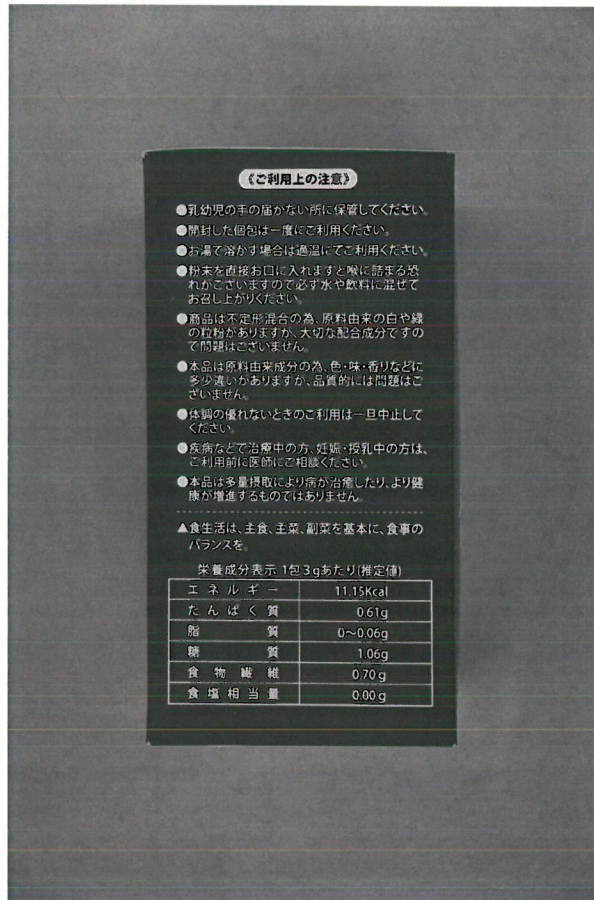 《ご利用上の注意》
●乳幼児の手の届かない所に保管してください。
●開封した個包は一度にご利用ください。
●お湯で溶かす場合は適温にてご利用ください。
●粉末を直接お口に入れますと喉に詰まる恐
れがございますので必ず水や飲料に混ぜて
お召し上がりください。
●商品は不定形混合の為、原料由来の白や緑
の粒粉がありますが、大切な配合成分ですの
で問題はございません。
●本品は原料由来成分の為、色・味・香りなどに
多少違いがありますが、品質的には問題はご
ざいません。
●体調の優れないときのご利用は一旦中止して
ください。
●疾病などで治療中の方、妊娠・授乳中の方は、
ご利用前に医師にご相談ください。
●本品は多量摂取により病が治癒したり、より健
康が増進するものではありません。
▲食生活は、主食、主菜、副菜を基本に、食事の
バランスを。
栄養成分表示 1包3gあたり(推定値)
エネルギー 11.15Kcal
たんぱく質 0.61g
脂質 0〜0.06g
糖質 1.06g
食物繊維 0.70g
食塩相当量 0.00g